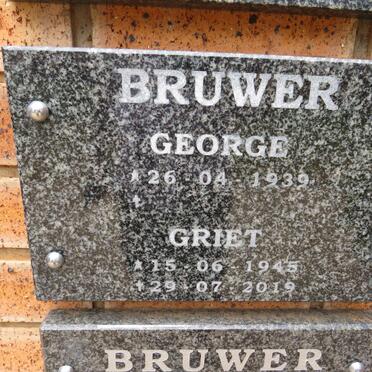 BRUWER
GEORGE
* 26 - 04 - 1939
✝
GRIET
* 15 - 06 - 1945
✝ 29 - 07 - 2019
BRUWER